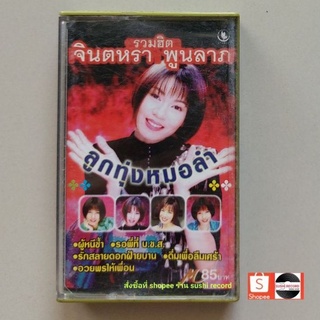 รวมฮิต
จินตหรา พูนลาภ
ลูกทุ่งหมอลำ
•ผู้หนีช้ำ •รอพี่ที่ บ.ข.ส.
•รักสลายดอกฝ้ายบาน •ดื่มเพื่อลืมเศร้า
•อวยพรให้เพื่อน
85 บาท
สั่งซื้อที่ shopee ร้าน sushi record
Shopee